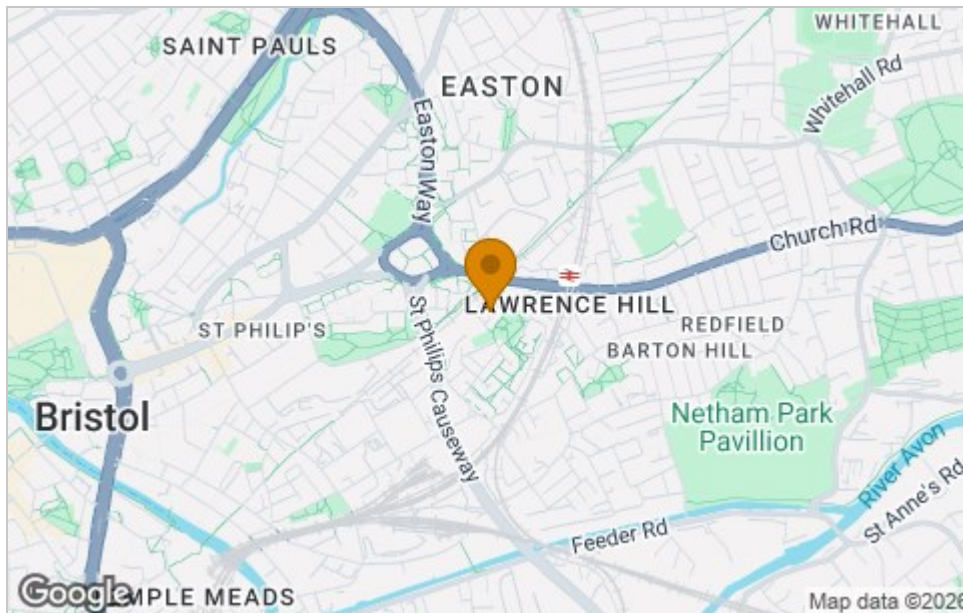 WHITEHALL
SAINT PAULS
Whitehall Rd
EASTON
Easton Way
Church Rd
LAWRENCE HILL
ST PHILIP'S
REDFIELD
BARTON HILL
St Philips Causeway
Bristol
Netham Park
Pavillion
River Avon
St Anne's Rd
Feeder Rd
Google
EMPLE MEADS
Map data ©2026